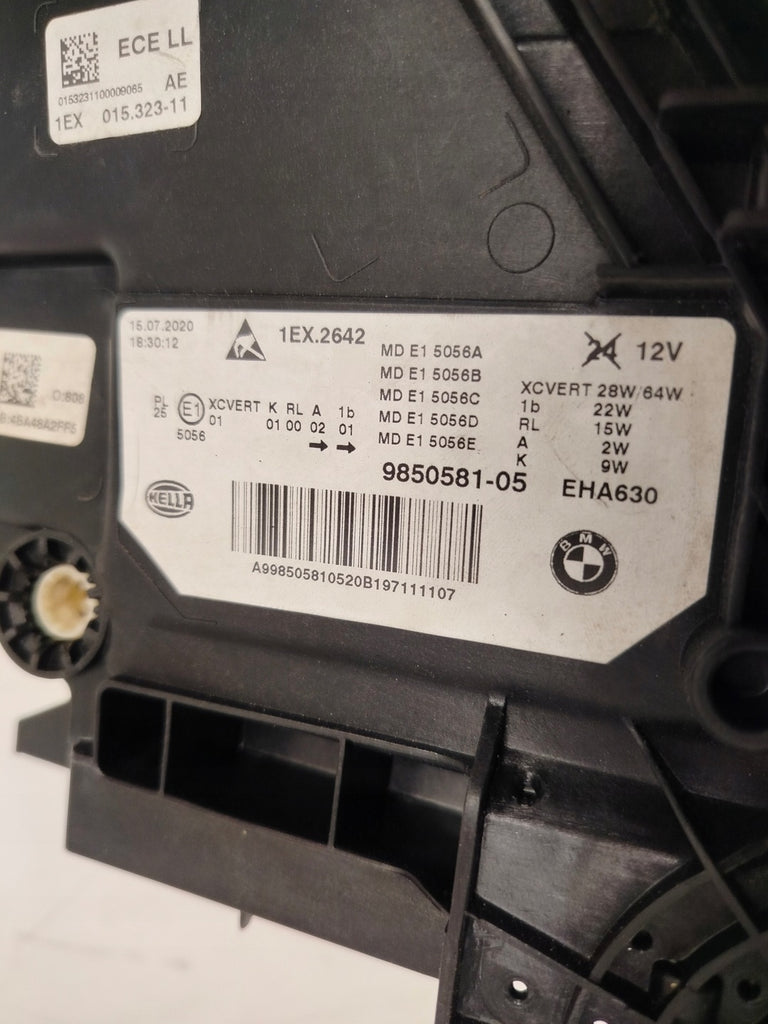 ECE LL
0153231100009065 AE
1EX 015.323-11
15.07.2020
18:30:12
1EX.2642
24 12V
MD E1 5056A
MD E1 5056B
MD E1 5056C
MD E1 5056D
MD E1 5056E
XCVERT 28W/64W
1b 22W
RL 15W
A 2W
K 9W
PL
25
E1
5056
XCVERT K RL A 1b
01 01 00 02 01
9850581-05 EHA630
HELLA
A998505810520B197111107
BMW